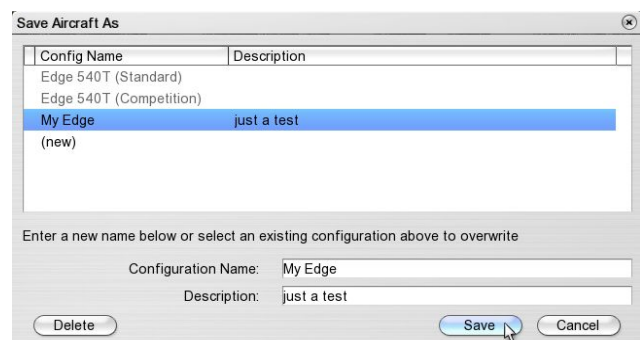 Save Aircraft As
Config Name Description
Edge 540T (Standard)
Edge 540T (Competition)
My Edge just a test
(new)
Enter a new name below or select an existing configuration above to overwrite
Configuration Name: My Edge
Description: just a test
Delete Save Cancel